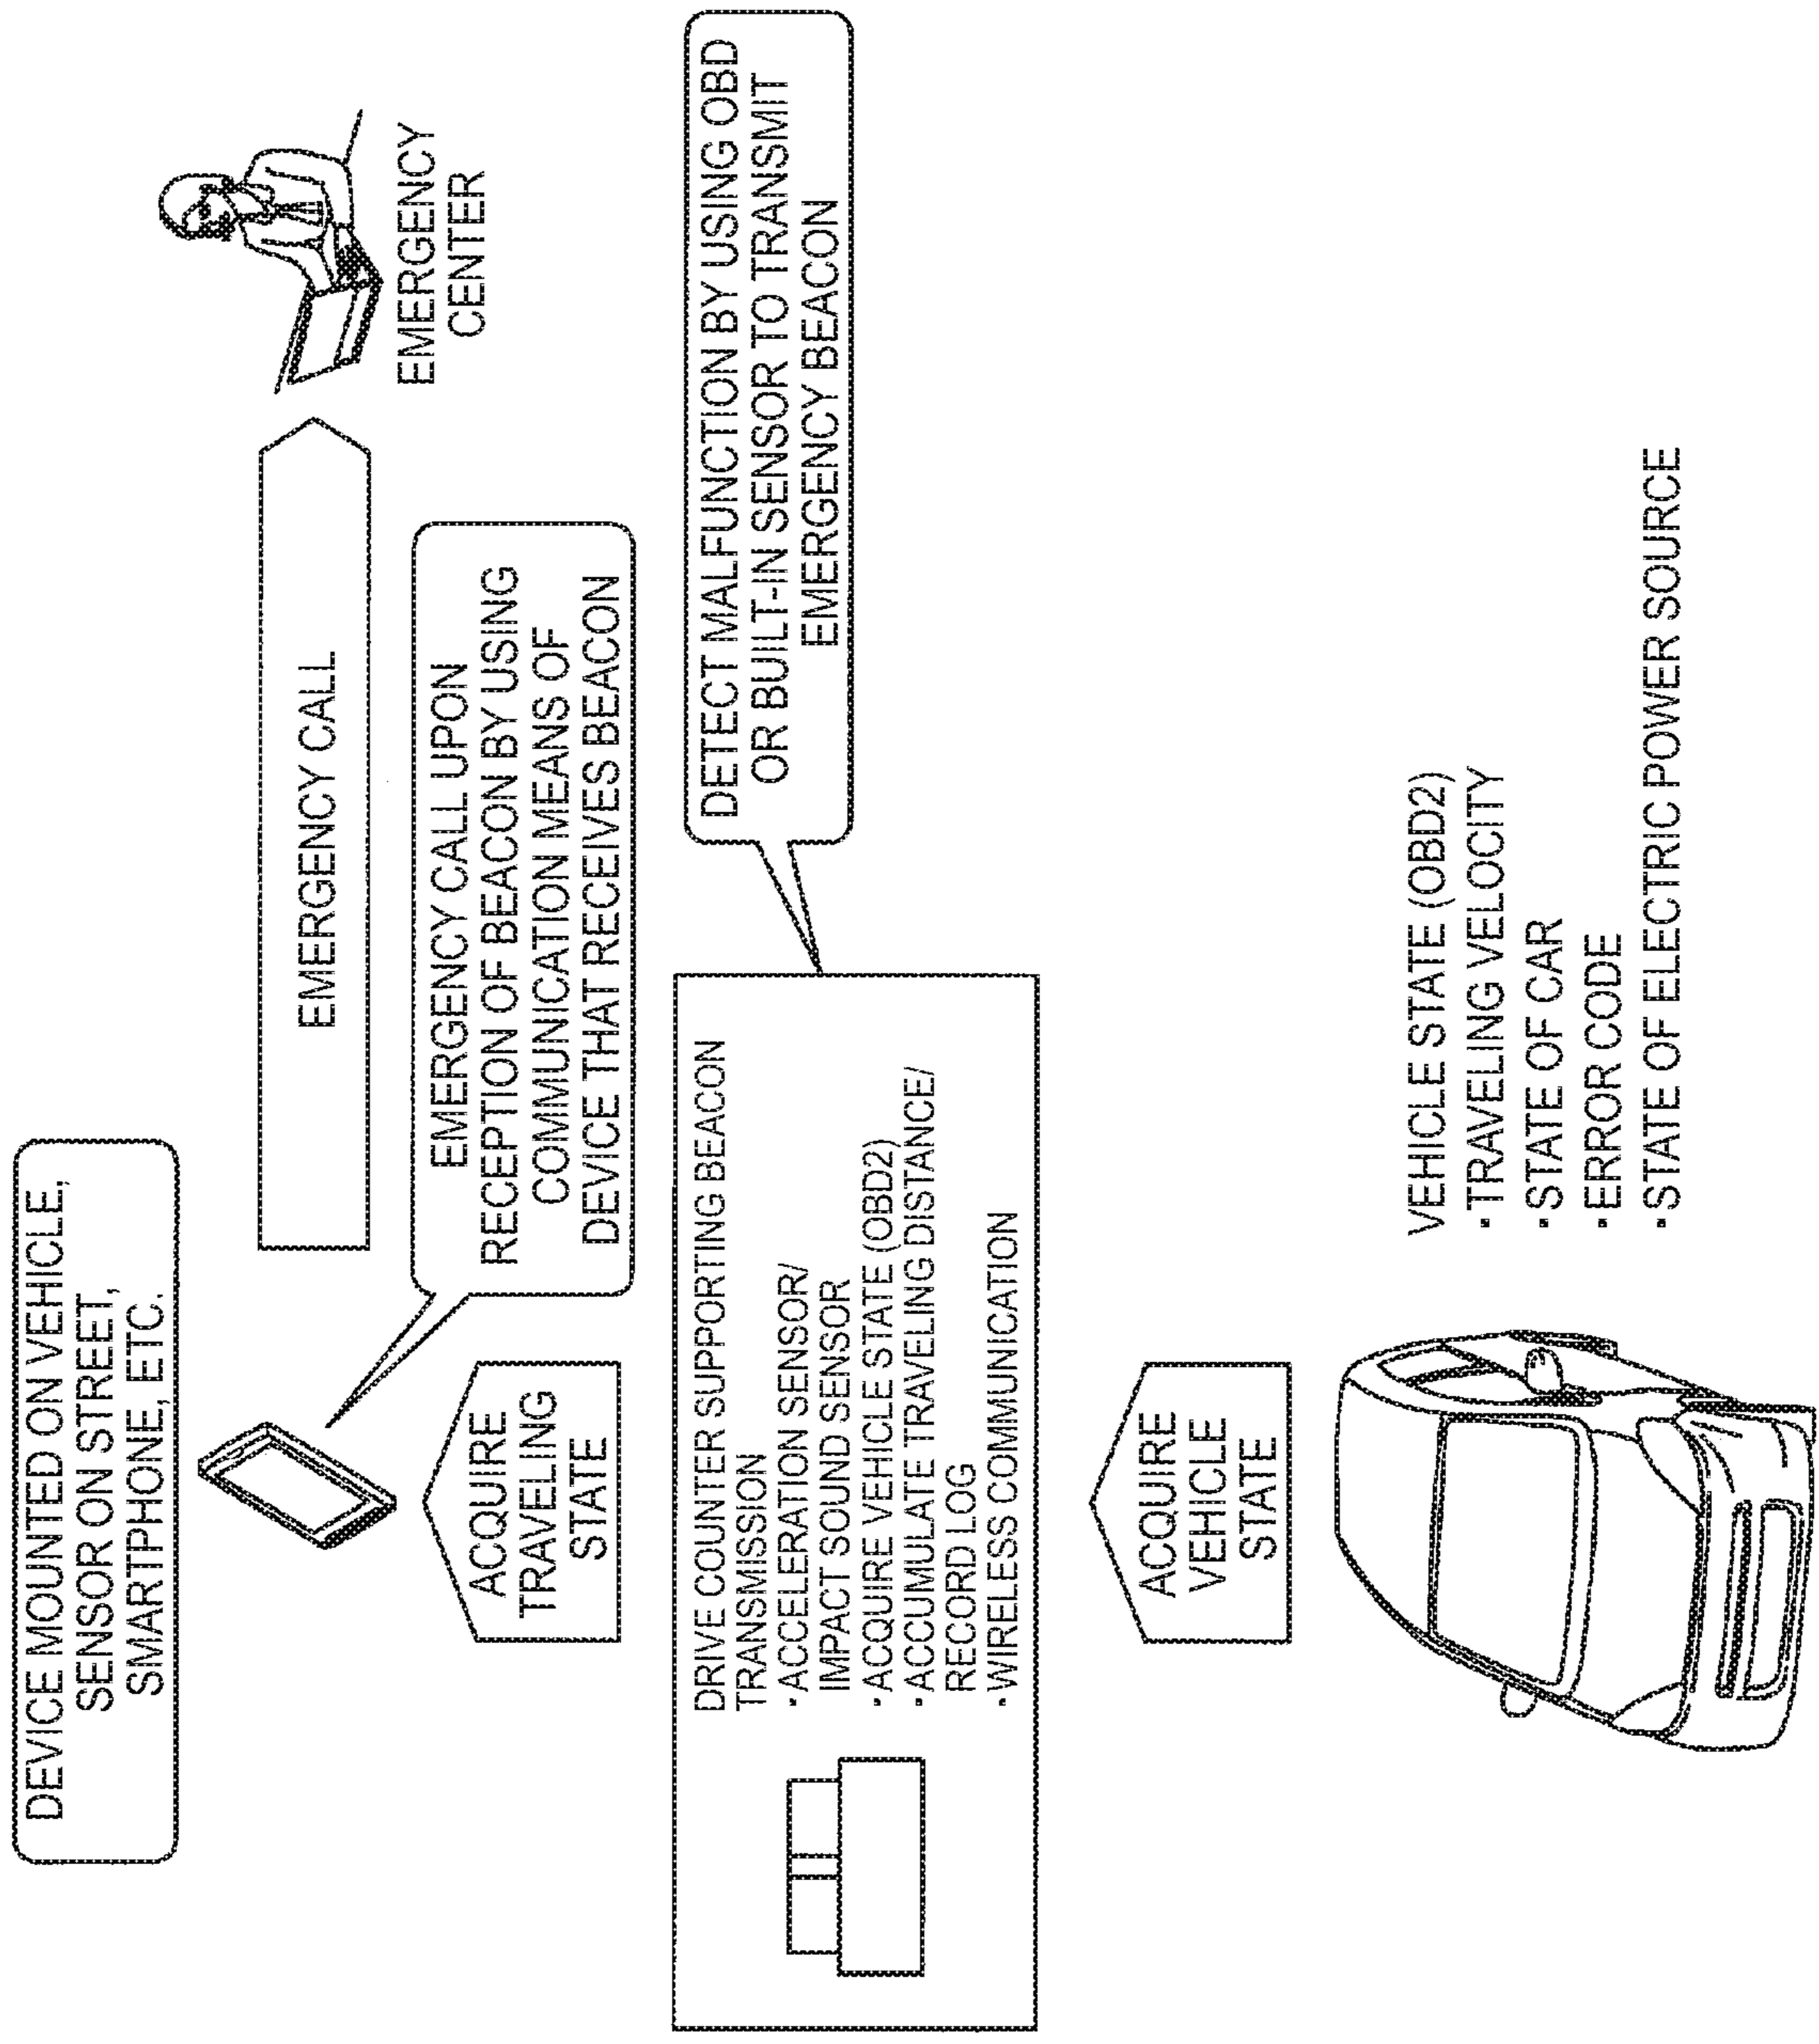 DEVICE MOUNTED ON VEHICLE,
SENSOR ON STREET,
SMARTPHONE, ETC.
EMERGENCY CALL
EMERGENCY
CENTER
EMERGENCY CALL UPON
RECEPTION OF BEACON BY USING
COMMUNICATION MEANS OF
DEVICE THAT RECEIVES BEACON
ACQUIRE
TRAVELING
STATE
DETECT MALFUNCTION BY USING OBD
OR BUILT-IN SENSOR TO TRANSMIT
EMERGENCY BEACON
DRIVE COUNTER SUPPORTING BEACON
TRANSMISSION
・ACCELERATION SENSOR/
IMPACT SOUND SENSOR
・ACQUIRE VEHICLE STATE (OBD2)
・ACCUMULATE TRAVELING DISTANCE/
RECORD LOG
・WIRELESS COMMUNICATION
ACQUIRE
VEHICLE
STATE
VEHICLE STATE (OBD2)
・TRAVELING VELOCITY
・STATE OF CAR
・ERROR CODE
・STATE OF ELECTRIC POWER SOURCE